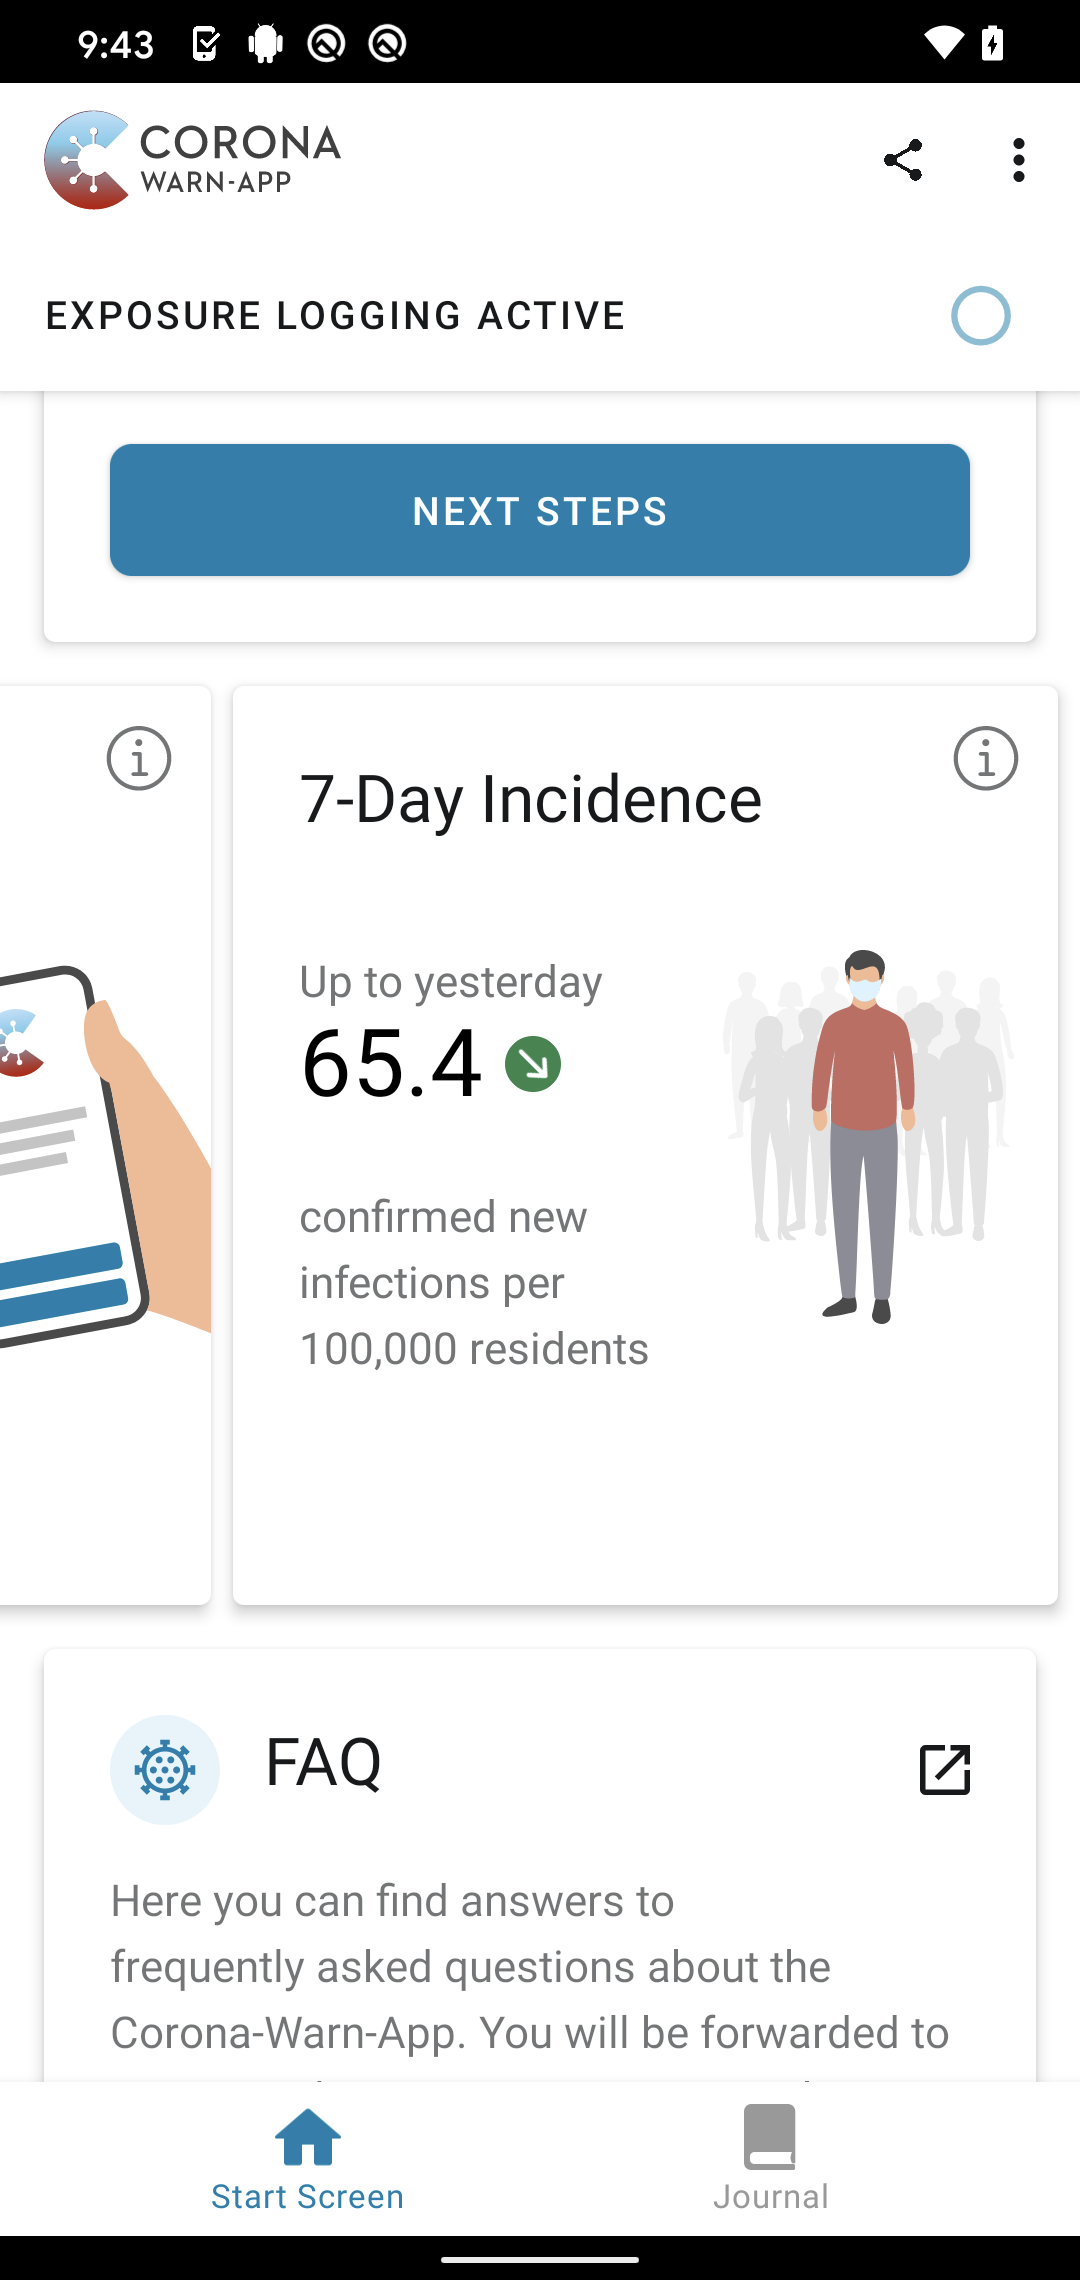 9:43
CORONA
WARN-APP
EXPOSURE LOGGING ACTIVE
NEXT STEPS
7-Day Incidence
Up to yesterday
65.4
confirmed new
infections per
100,000 residents
FAQ
Here you can find answers to
frequently asked questions about the
Corona-Warn-App. You will be forwarded to
Start Screen
Journal